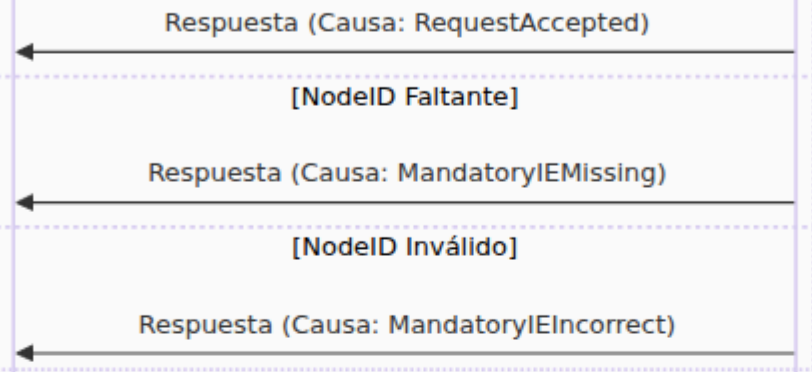 Respuesta (Causa: RequestAccepted)
[NodeID Faltante]
Respuesta (Causa: MandatoryIEMissing)
[NodeID Inválido]
Respuesta (Causa: MandatoryIEIncorrect)